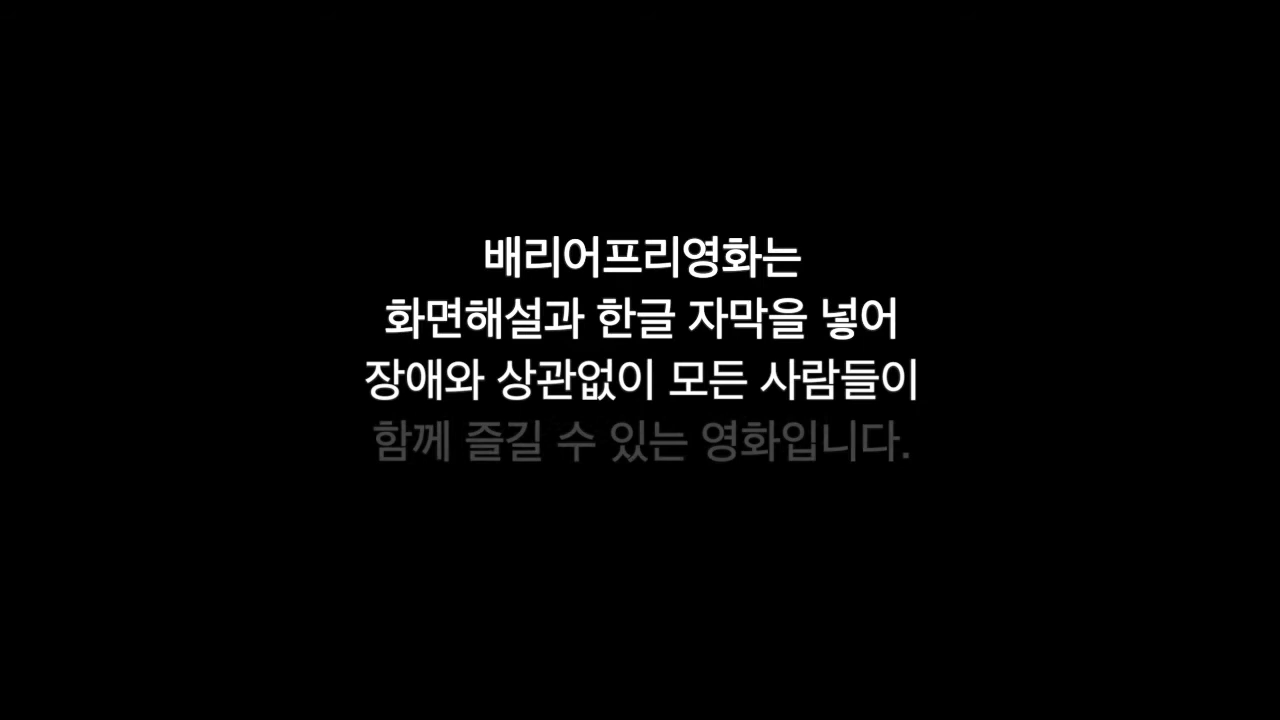 배리어프리영화는
화면해설과 한글 자막을 넣어
장애와 상관없이 모든 사람들이
함께 즐길 수 있는 영화입니다.